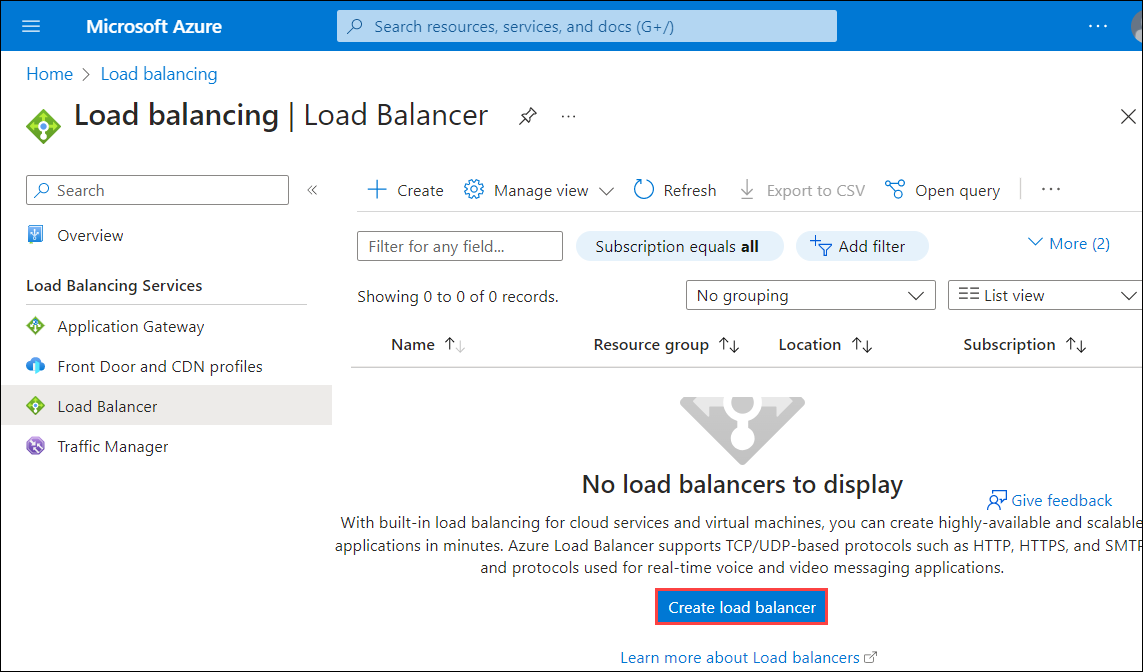 Microsoft Azure
Search resources, services, and docs (G+/)
...
Home > Load balancing
Load balancing | Load Balancer
...
Search
«
Create
Manage view
Refresh
Export to CSV
Open query
...
Overview
Filter for any field...
Subscription equals all
Add filter
More (2)
Load Balancing Services
Showing 0 to 0 of 0 records.
No grouping
List view
Application Gateway
Name ↑↓
Resource group ↑↓
Location ↑↓
Subscription ↑↓
Front Door and CDN profiles
Load Balancer
Traffic Manager
No load balancers to display
Give feedback
With built-in load balancing for cloud services and virtual machines, you can create highly-available and scalable
applications in minutes. Azure Load Balancer supports TCP/UDP-based protocols such as HTTP, HTTPS, and SMTP
and protocols used for real-time voice and video messaging applications.
Create load balancer
Learn more about Load balancers